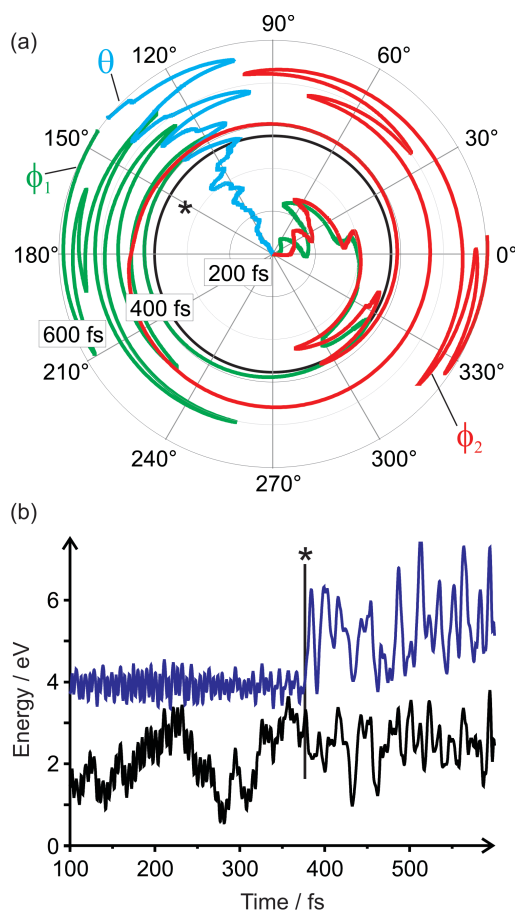 (a)
90°
120°
60°
θ
150°
30°
ϕ1
*
180°
200 fs
0°
400 fs
600 fs
210°
330°
ϕ2
240°
300°
270°
(b)
*
6
4
2
0
Energy / eV
100
200
300
400
500
Time / fs